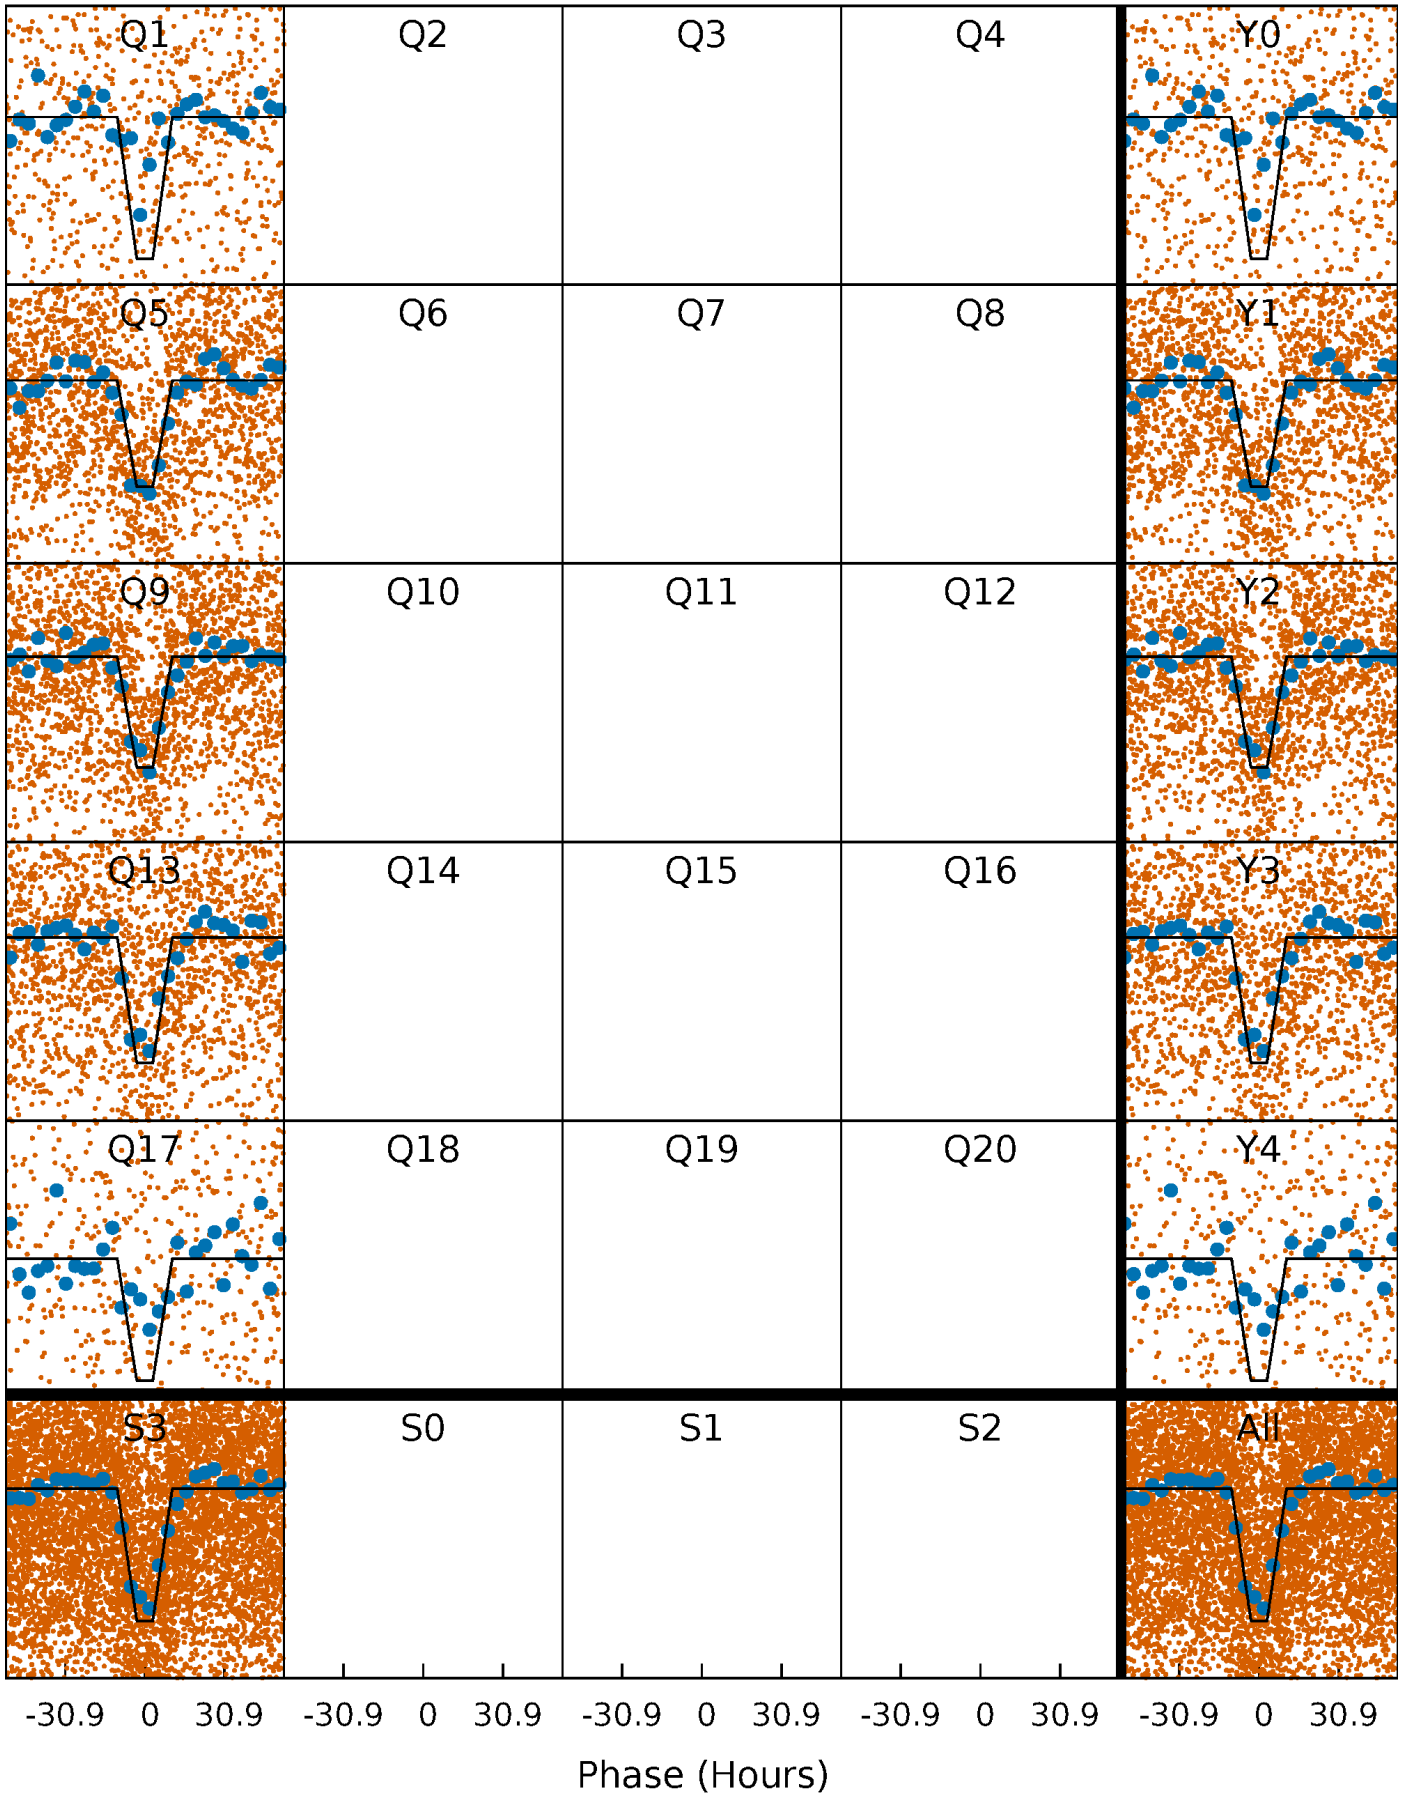 Q1 Q2 Q3 Q4 Y0
Q5 Q6 Q7 Q8 Y1
Q9 Q10 Q11 Q12 Y2
Q13 Q14 Q15 Q16 Y3
Q17 Q18 Q19 Q20 Y4
S3 S0 S1 S2 All
-30.9 0 30.9 -30.9 0 30.9 -30.9 0 30.9 -30.9 0 30.9 -30.9 0 30.9
Phase (Hours)